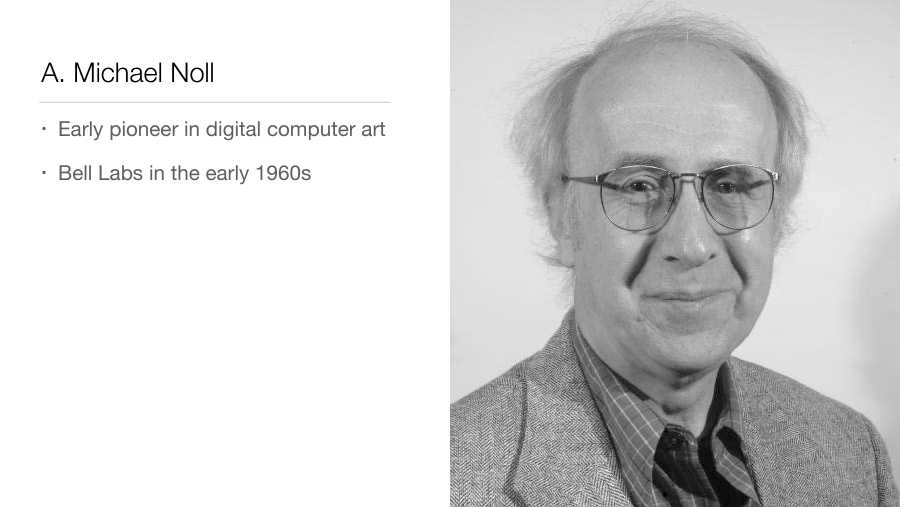 A. Michael Noll
· Early pioneer in digital computer art
· Bell Labs in the early 1960s